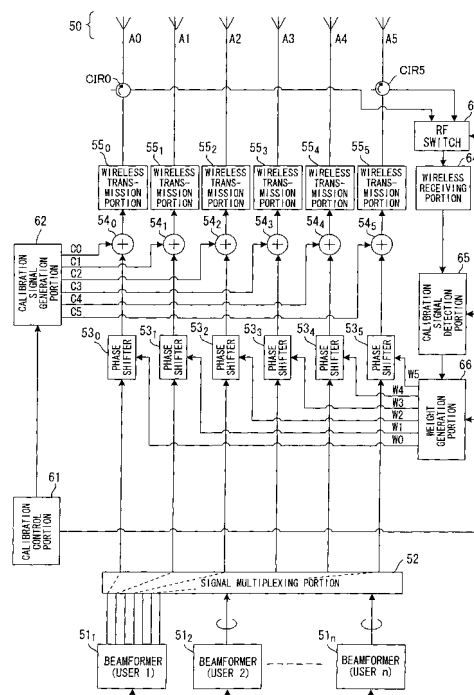 50
A0 A1 A2 A3 A4 A5
CIR0
CIR5
RF
SWITCH
55₀ 55₁ 55₂ 55₃ 55₄ 55₅
64
WIRELESS TRANS-MISSION PORTION
WIRELESS TRANS-MISSION PORTION
WIRELESS TRANS-MISSION PORTION
WIRELESS TRANS-MISSION PORTION
WIRELESS TRANS-MISSION PORTION
WIRELESS TRANS-MISSION PORTION
WIRELESS
RECEIVING
PORTION
62
54₀ 54₁ 54₂ 54₃ 54₄ 54₅
CALIBRATION
SIGNAL
GENERATION
PORTION
C0
C1
C2
C3
C4
C5
65
CALIBRATION
SIGNAL
DETECTION
PORTION
53₀ 53₁ 53₂ 53₃ 53₄ 53₅
PHASE SHIFTER
PHASE SHIFTER
PHASE SHIFTER
PHASE SHIFTER
PHASE SHIFTER
PHASE SHIFTER
66
W5
W4
W3
W2
W1
W0
WEIGHT
GENERATION
PORTION
61
CALIBRATION
CONTROL
PORTION
52
SIGNAL MULTIPLEXING PORTION
51₁ 51₂ 51n
BEAMFORMER
(USER 1)
BEAMFORMER
(USER 2)
BEAMFORMER
(USER n)